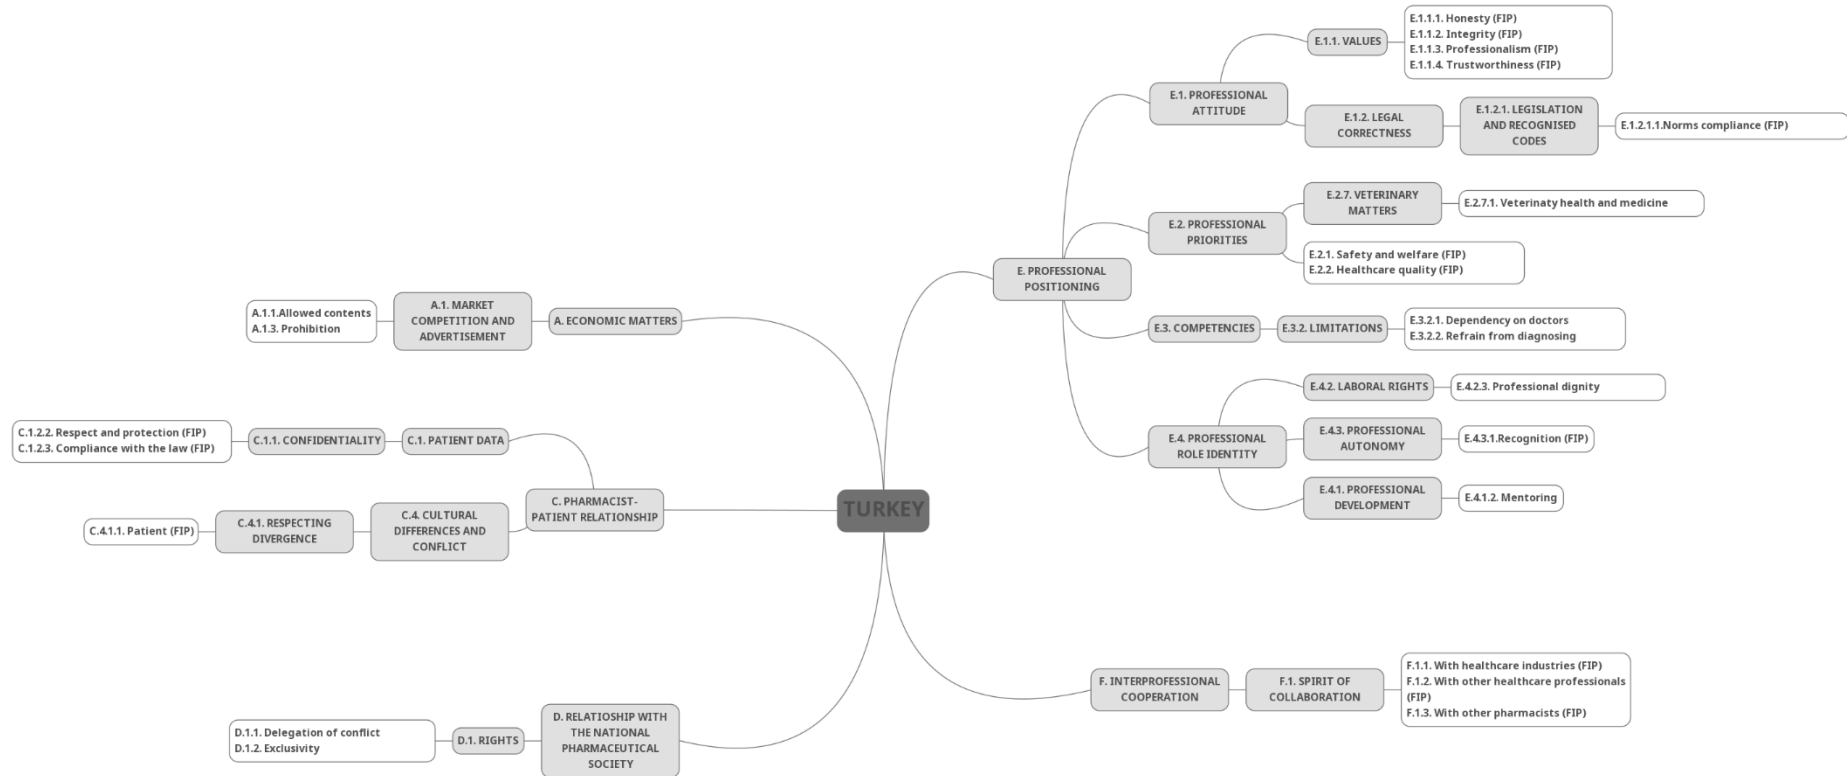 TURKEY
A. ECONOMIC MATTERS
A.1. MARKET
COMPETITION AND
ADVERTISEMENT
A.1.1.Allowed contents
A.1.3. Prohibition
C. PHARMACIST-
PATIENT RELATIONSHIP
C.1. PATIENT DATA
C.1.1. CONFIDENTIALITY
C.1.2.2. Respect and protection (FIP)
C.1.2.3. Compliance with the law (FIP)
C.4. CULTURAL
DIFFERENCES AND
CONFLICT
C.4.1. RESPECTING
DIVERGENCE
C.4.1.1. Patient (FIP)
D. RELATIOSHIP WITH
THE NATIONAL
PHARMACEUTICAL
SOCIETY
D.1. RIGHTS
D.1.1. Delegation of conflict
D.1.2. Exclusivity
E. PROFESSIONAL
POSITIONING
E.1. PROFESSIONAL
ATTITUDE
E.1.1. VALUES
E.1.1.1. Honesty (FIP)
E.1.1.2. Integrity (FIP)
E.1.1.3. Professionalism (FIP)
E.1.1.4. Trustworthiness (FIP)
E.1.2. LEGAL
CORRECTNESS
E.1.2.1. LEGISLATION
AND RECOGNISED
CODES
E.1.2.1.1.Norms compliance (FIP)
E.2. PROFESSIONAL
PRIORITIES
E.2.7. VETERINARY
MATTERS
E.2.7.1. Veterinaty health and medicine
E.2.1. Safety and welfare (FIP)
E.2.2. Healthcare quality (FIP)
E.3. COMPETENCIES
E.3.2. LIMITATIONS
E.3.2.1. Dependency on doctors
E.3.2.2. Refrain from diagnosing
E.4. PROFESSIONAL
ROLE IDENTITY
E.4.2. LABORAL RIGHTS
E.4.2.3. Professional dignity
E.4.3. PROFESSIONAL
AUTONOMY
E.4.3.1.Recognition (FIP)
E.4.1. PROFESSIONAL
DEVELOPMENT
E.4.1.2. Mentoring
F. INTERPROFESSIONAL
COOPERATION
F.1. SPIRIT OF
COLLABORATION
F.1.1. With healthcare industries (FIP)
F.1.2. With other healthcare professionals
(FIP)
F.1.3. With other pharmacists (FIP)